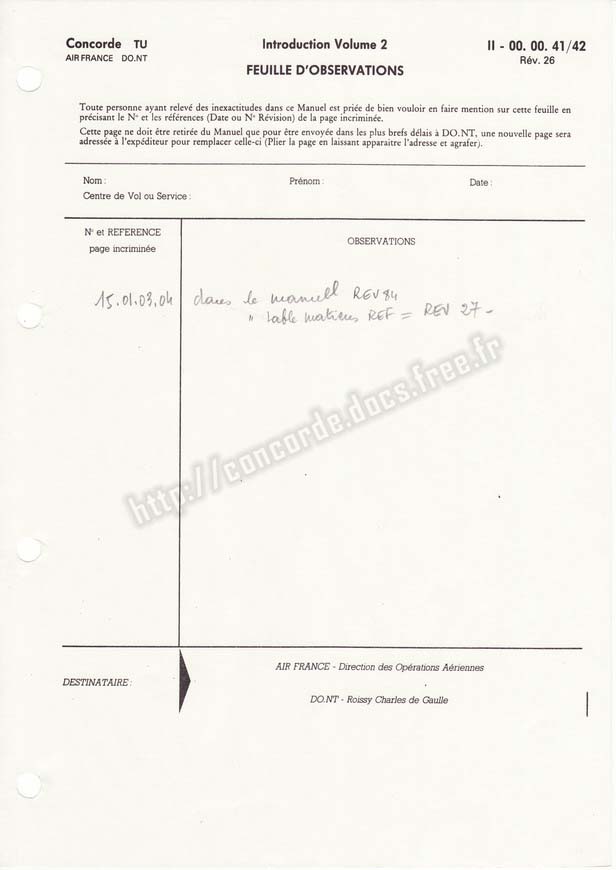 Concorde TU
AIR FRANCE DO.NT
Introduction Volume 2
FEUILLE D'OBSERVATIONS
II - 00. 00. 41/42
Rév. 26
Toute personne ayant relevé des inexactitudes dans ce Manuel est priée de bien vouloir en faire mention sur cette feuille en
précisant le Nº et les références (Date ou Nº Révision) de la page incriminée.
Cette page ne doit être retirée du Manuel que pour être envoyée dans les plus brefs délais à DO.NT, une nouvelle page sera
adressée à l'expéditeur pour remplacer celle-ci (Plier la page en laissant apparaitre l'adresse et agrafer).
Nom :
Prénom :
Date :
Centre de Vol ou Service :
Nº et REFERENCE
page incriminée
OBSERVATIONS
15.01.03.04
dans le manuell REV 84
" table matieres REF = REV 27 -
http://concorde.docs.free.fr
DESTINATAIRE :
AIR FRANCE - Direction des Opérations Aériennes
DO.NT - Roissy Charles de Gaulle